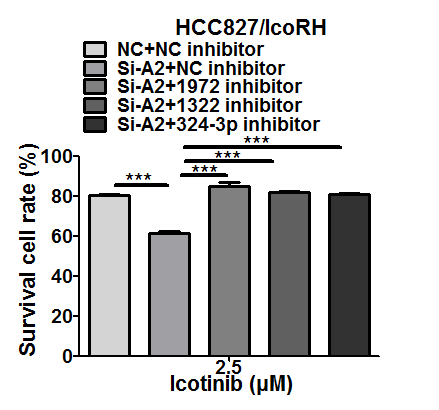 HCC827/IcoRH
NC+NC inhibitor
Si-A2+NC inhibitor
Si-A2+1972 inhibitor
Si-A2+1322 inhibitor
Si-A2+324-3p inhibitor
***
***
***
***
100
80
60
40
20
0
Survival cell rate (%)
2.5
Icotinib (µM)